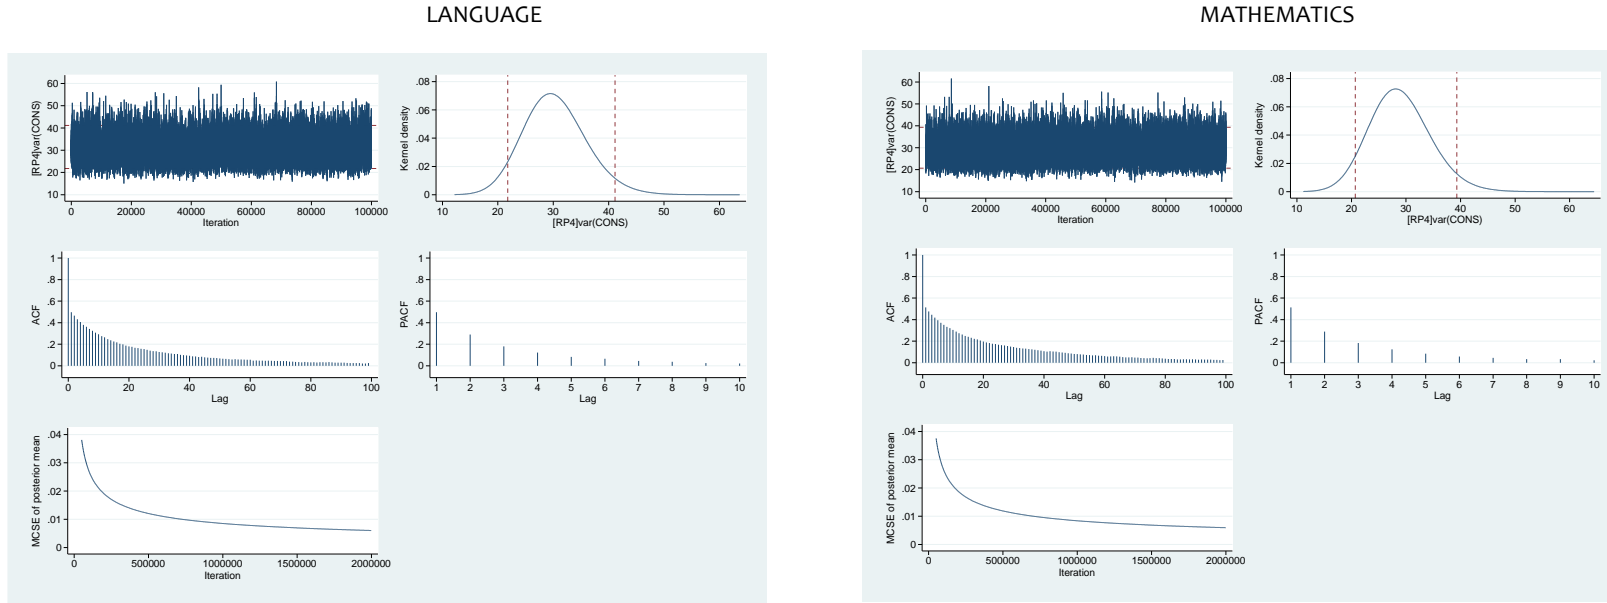 LANGUAGE
MATHEMATICS
[RP4]var(CONS)
60
50
40
30
20
10
0 20000 40000 60000 80000 100000
Iteration
Kernel density
.08
.06
.04
.02
0
10 20 30 40 50 60
[RP4]var(CONS)
ACF
1
.8
.6
.4
.2
0
0 20 40 60 80 100
Lag
PACF
1
.8
.6
.4
.2
0
1 2 3 4 5 6 7 8 9 10
Lag
MCSE of posterior mean
.04
.03
.02
.01
0
0 500000 1000000 1500000 2000000
Iteration
[RP4]var(CONS)
60
50
40
30
20
10
0 20000 40000 60000 80000 100000
Iteration
Kernel density
.08
.06
.04
.02
0
10 20 30 40 50 60
[RP4]var(CONS)
ACF
1
.8
.6
.4
.2
0
0 20 40 60 80 100
Lag
PACF
1
.8
.6
.4
.2
0
1 2 3 4 5 6 7 8 9 10
Lag
MCSE of posterior mean
.04
.03
.02
.01
0
0 500000 1000000 1500000 2000000
Iteration